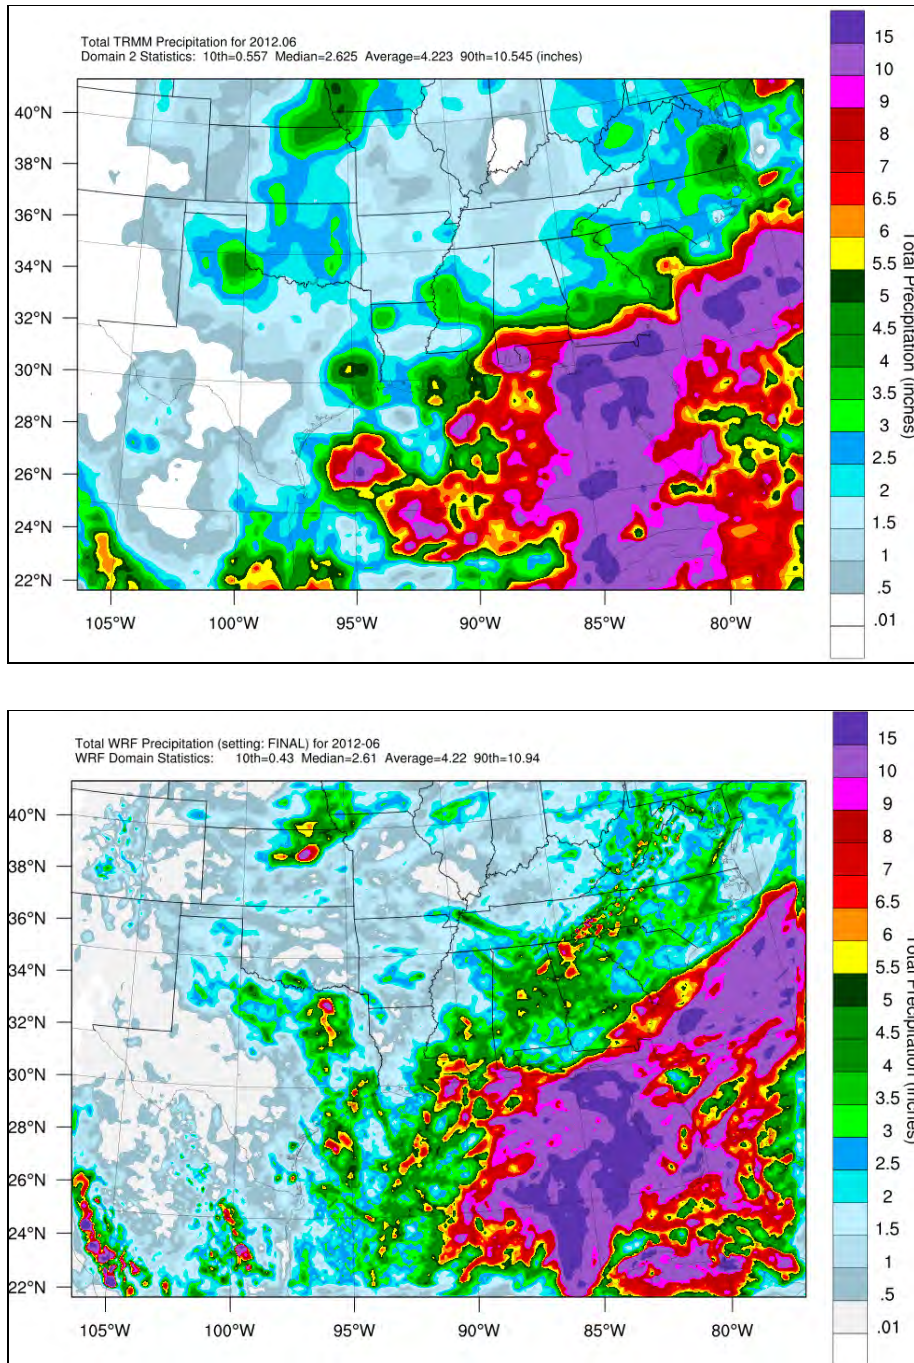 Total TRMM Precipitation for 2012.06
Domain 2 Statistics: 10th=0.557 Median=2.625 Average=4.223 90th=10.545 (inches)
40°N
38°N
36°N
34°N
32°N
30°N
28°N
26°N
24°N
22°N
105°W 100°W 95°W 90°W 85°W 80°W
15
10
9
8
7
6.5
6
5.5
5
4.5
4
3.5
3
2.5
2
1.5
1
.5
.01
Total Precipitation (inches)
Total WRF Precipitation (setting: FINAL) for 2012-06
WRF Domain Statistics: 10th=0.43 Median=2.61 Average=4.22 90th=10.94
40°N
38°N
36°N
34°N
32°N
30°N
28°N
26°N
24°N
22°N
105°W 100°W 95°W 90°W 85°W 80°W
15
10
9
8
7
6.5
6
5.5
5
4.5
4
3.5
3
2.5
2
1.5
1
.5
.01
Total Precipitation (inches)